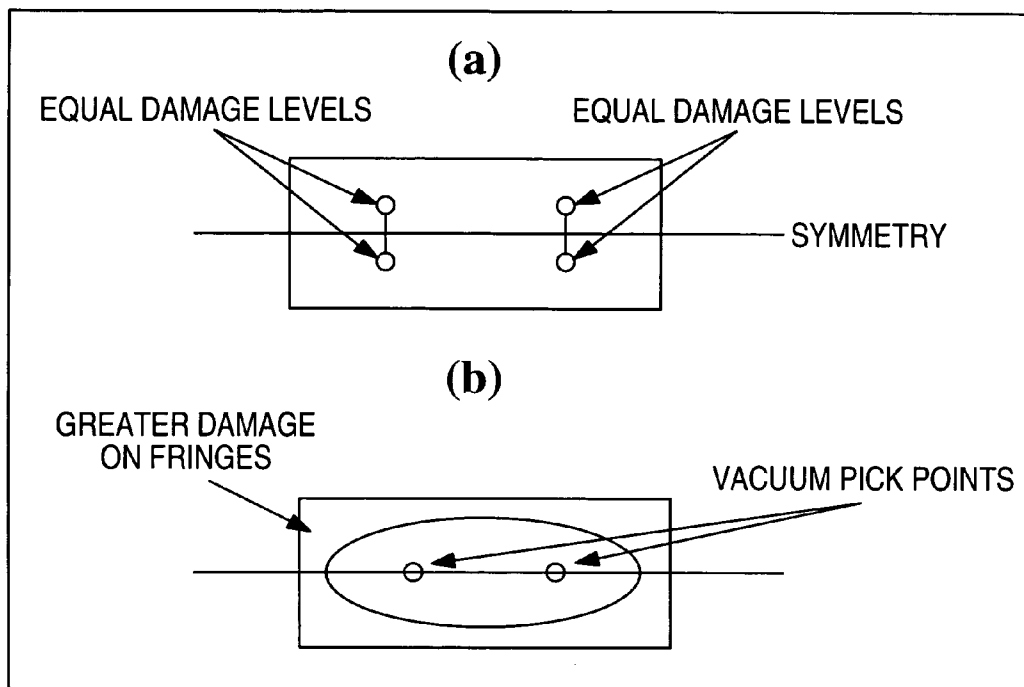 (a)
EQUAL DAMAGE LEVELS
EQUAL DAMAGE LEVELS
SYMMETRY
(b)
GREATER DAMAGE
ON FRINGES
VACUUM PICK POINTS